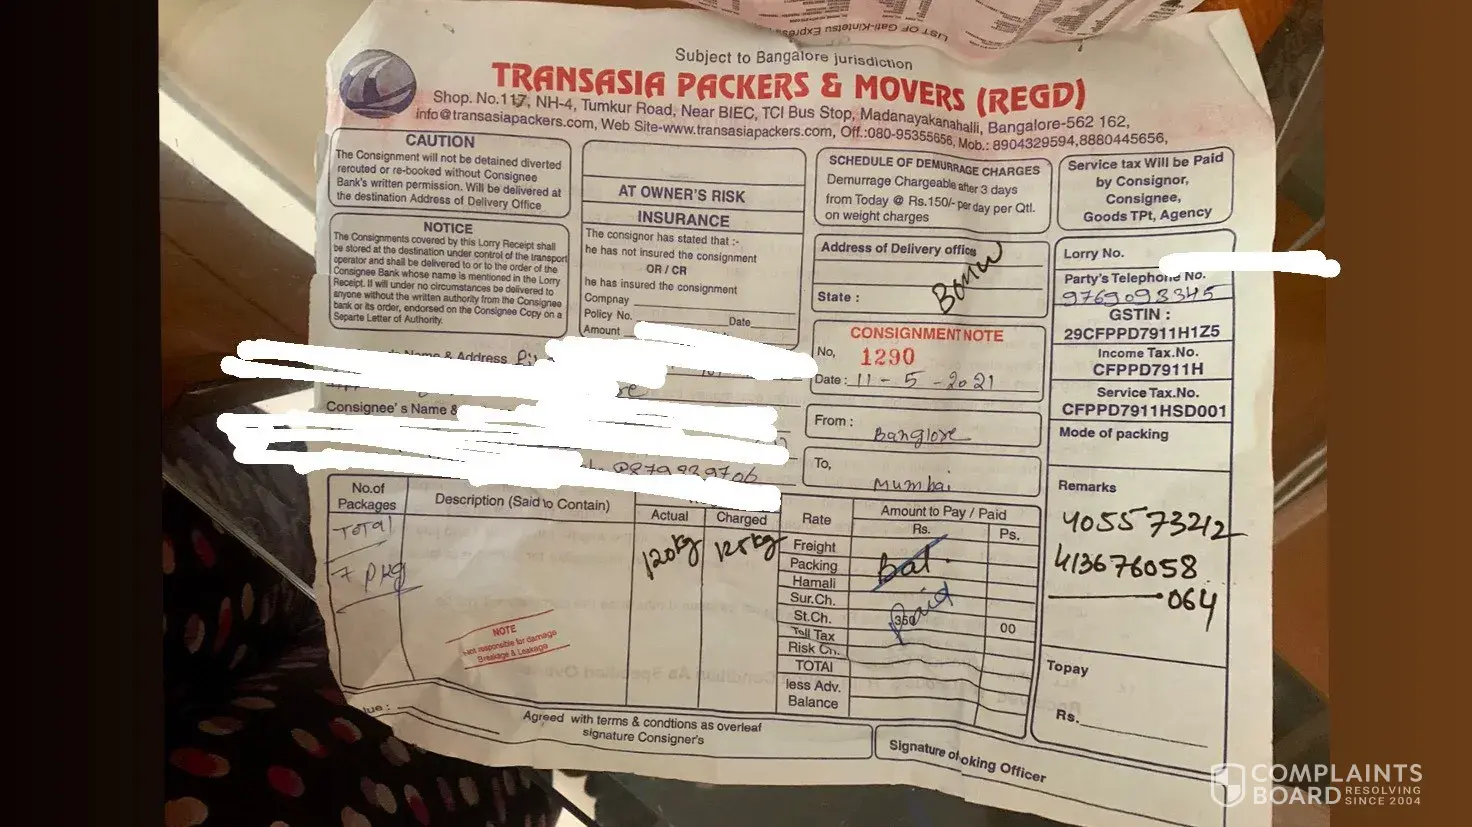 LIST OF Gati-Kintetsu Express
Subject to Bangalore jurisdiction
TRANSASIA PACKERS & MOVERS (REGD)
Shop. No.117, NH-4, Tumkur Road, Near BIEC, TCI Bus Stop, Madanayakanahalli, Bangalore-562 162,
info@transasiapackers.com, Web Site-www.transasiapackers.com, Off.:080-95355656, Mob.: 8904329594, 8880445656,
CAUTION
The Consignment will not be detained diverted
rerouted or re-booked without Consignee
Bank's written permission. Will be delivered at
the destination Address of Delivery Office
NOTICE
The Consignments covered by this Lorry Receipt shall
be stored at the destination under control of the transport
operator and shall be delivered to or to the order of the
Consignee Bank whose name is mentioned in the Lorry
Receipt. If will under no circumstances be delivered to
anyone without the written authority from the Consignee
bank or its order, endorsed on the Consignee Copy on a
Separte Letter of Authority.
AT OWNER'S RISK
INSURANCE
The consignor has stated that :-
he has not insured the consignment
OR / CR
he has insured the consignment
Compnay
Policy No. Date
Amount
SCHEDULE OF DEMURRAGE CHARGES
Demurrage Chargeable after 3 days
from Today @ Rs.150/- per day per Qtl.
on weight charges
Address of Delivery office
State :
CONSIGNMENT NOTE
No, 1290
Date : 11 - 5 - 2021
From : Banglore
To, Mumbai
Service tax Will be Paid
by Consignor,
Consignee,
Goods TPt, Agency
Lorry No.
Party's Telephone No.
9769093345
GSTIN :
29CFPPD7911H1Z5
Income Tax.No.
CFPPD7911H
Service Tax.No.
CFPPD7911HSD001
Mode of packing
Remarks
4055573212
413676058
064
Topay
Rs.
Name & Address
Consignee's Name &
No.of Packages
Description (Said to Contain)
Actual Charged
Rate
Amount to Pay / Paid
Rs. Ps.
Total
7 pkg
120kg 125kg
Freight
Packing
Hamali
Sur.Ch.
St.Ch. 350 00
Toll Tax
Risk Ch.
TOTAL
less Adv.
Balance
Paid
NOTE
Not responsible for damage
Breakage & Leakage
Agreed with terms & condtions as overleaf
signature Consigner's
COMPLAINTS
BOARD
RESOLVING
SINCE 2004